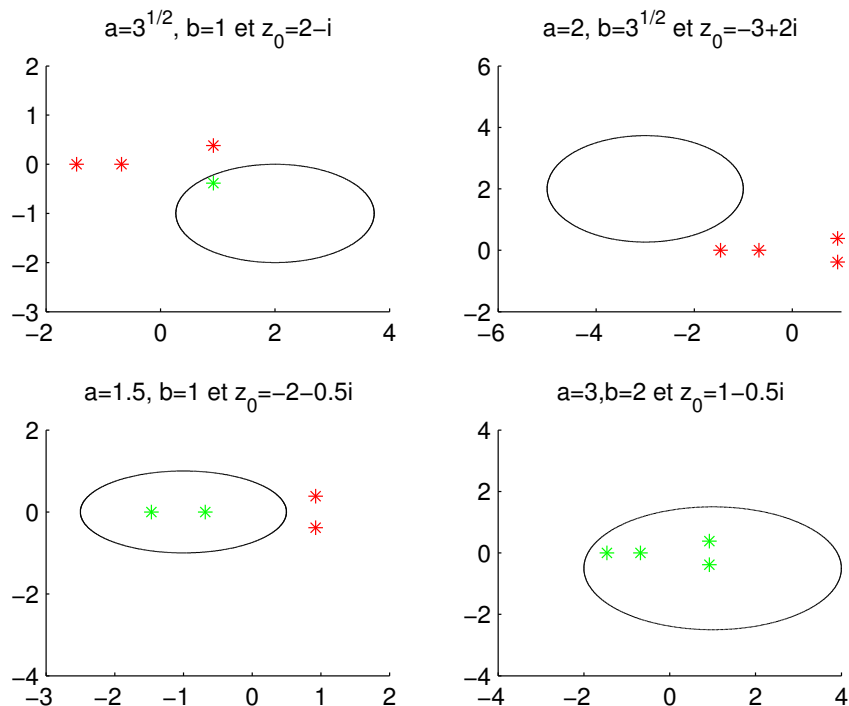 a=3^{1/2}, b=1 et z_0=2−i
2
1
0
−1
−2
−3
−2 0 2 4
a=2, b=3^{1/2} et z_0=−3+2i
6
4
2
0
−2
−6 −4 −2 0
a=1.5, b=1 et z_0=−2−0.5i
2
0
−2
−4
−3 −2 −1 0 1 2
a=3,b=2 et z_0=1−0.5i
4
2
0
−2
−4
−4 −2 0 2 4